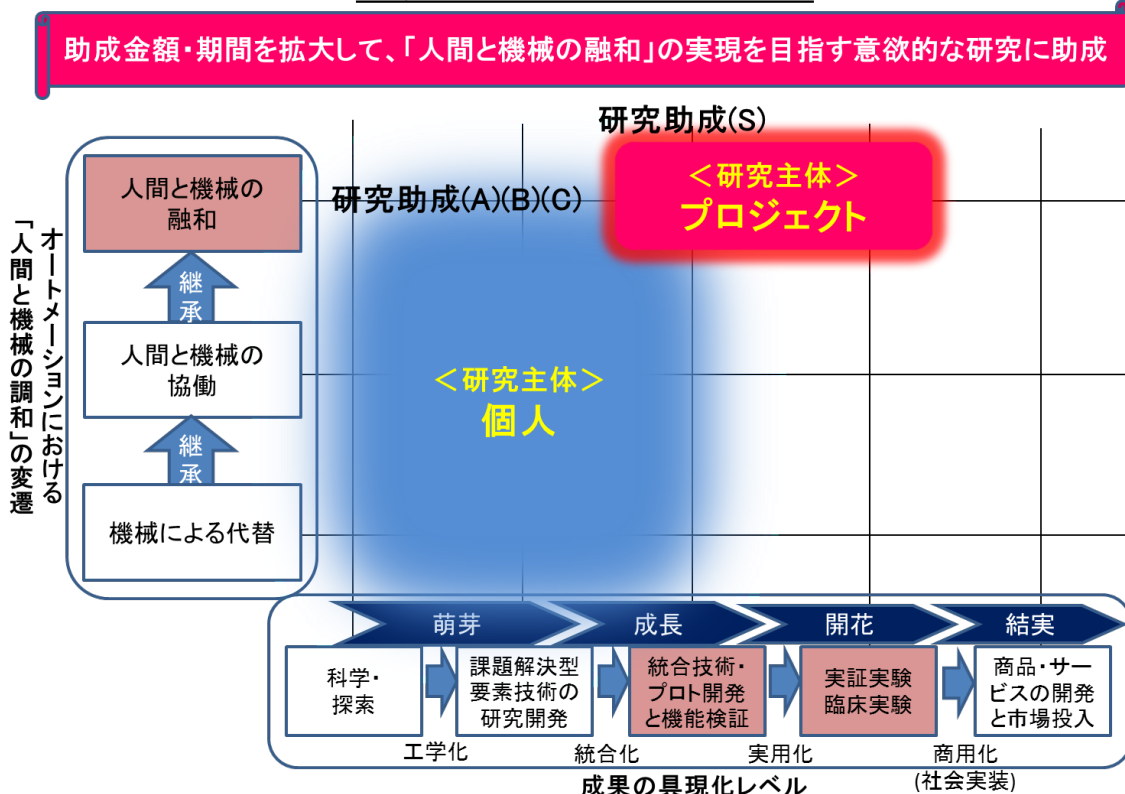 助成金額・期間を拡大して、「人間と機械の融和」の実現を目指す意欲的な研究に助成
研究助成(S)
＜研究主体＞
プロジェクト
研究助成(A)(B)(C)
＜研究主体＞
個人
オートメーションにおける
「人間と機械の調和」の変遷
人間と機械の
融和
継承
人間と機械の
協働
継承
機械による代替
萌芽
成長
開花
結実
科学・
探索
課題解決型
要素技術の
研究開発
統合技術・
プロト開発
と機能検証
実証実験
臨床実験
商品・サー
ビスの開発
と市場投入
工学化
統合化
実用化
商用化
(社会実装)
成果の具現化レベル